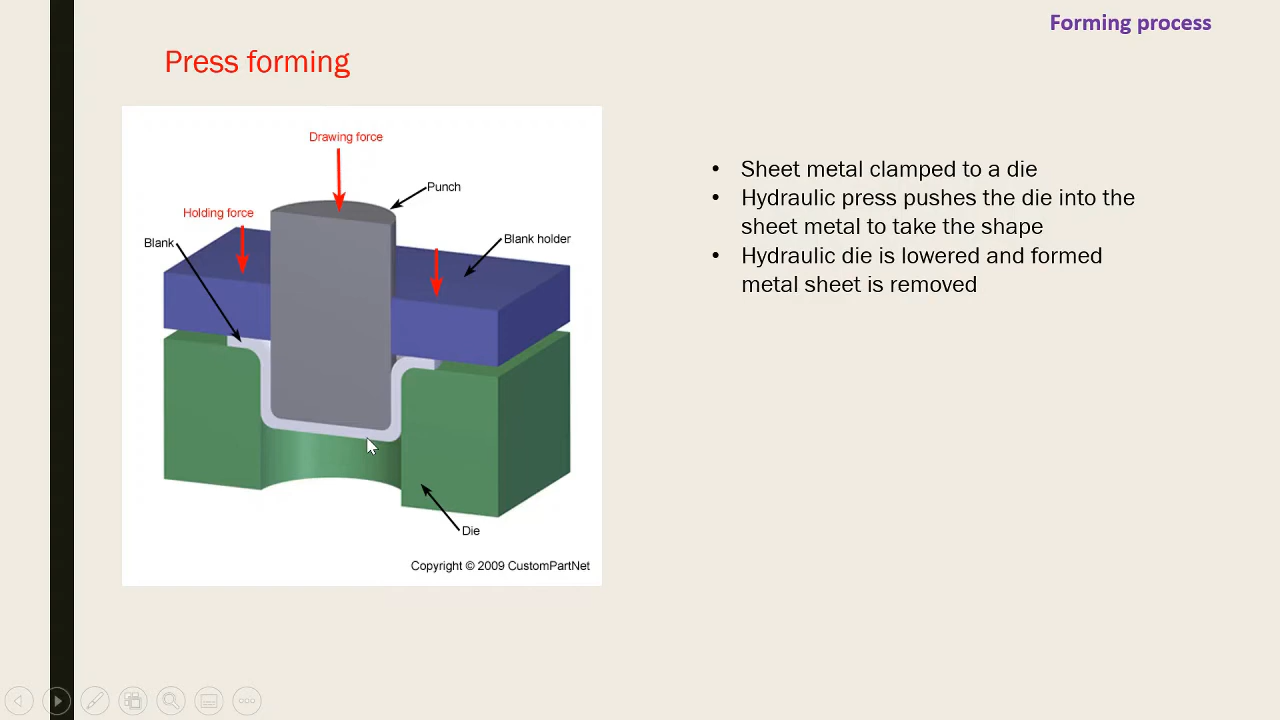 Forming process
Press forming
Drawing force
Punch
Holding force
Blank
Blank holder
Die
Copyright © 2009 CustomPartNet
• Sheet metal clamped to a die
• Hydraulic press pushes the die into the
sheet metal to take the shape
• Hydraulic die is lowered and formed
metal sheet is removed